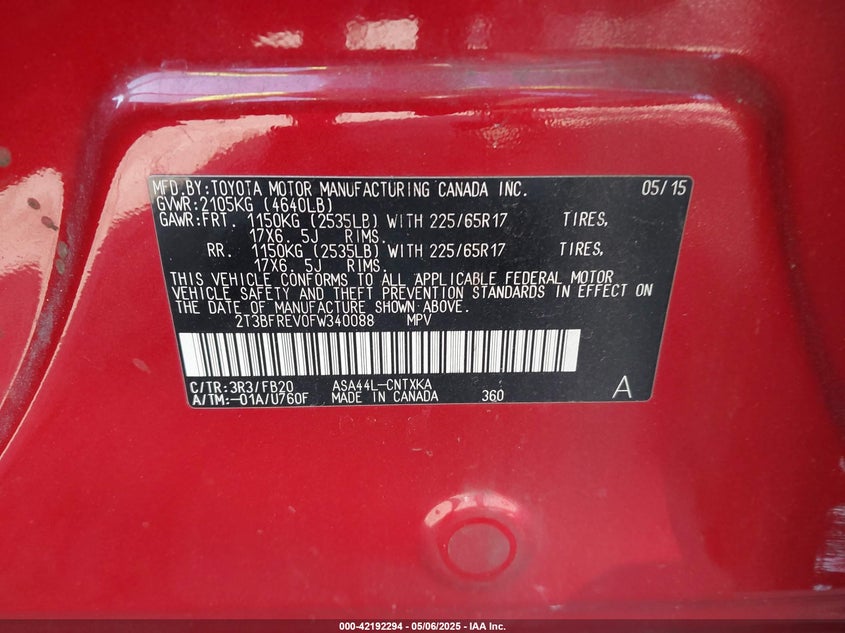 MFD.BY:TOYOTA MOTOR MANUFACTURING CANADA INC. 05/15
GVWR:2105KG (4640LB)
GAWR:FRT. 1150KG (2535LB) WITH 225/65R17 TIRES,
17X6.5J RIMS.
RR. 1150KG (2535LB) WITH 225/65R17 TIRES,
17X6.5J RIMS.
THIS VEHICLE CONFORMS TO ALL APPLICABLE FEDERAL MOTOR
VEHICLE SAFETY AND THEFT PREVENTION STANDARDS IN EFFECT ON
THE DATE OF MANUFACTURE SHOWN ABOVE.
2T3BFREV0FW340088 MPV
C/TR:3R3/FB20 ASA44L-CNTXKA
A/TM:-01A/U760F MADE IN CANADA 360 A
000-42192294 - 05/06/2025 - IAA Inc.